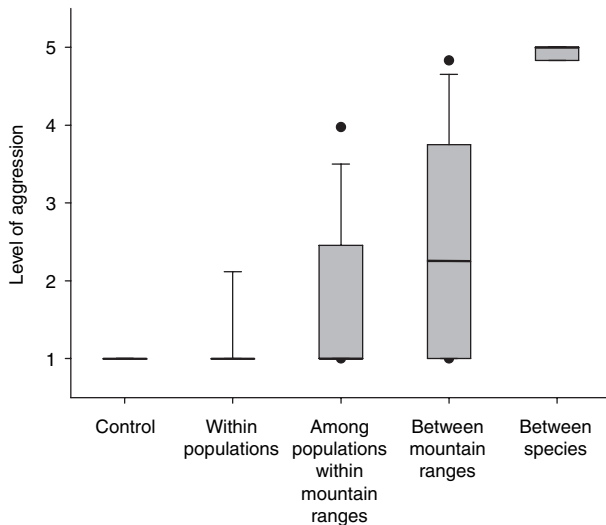 5
4
3
2
1
Level of aggression
Control
Within
populations
Among
populations
within
mountain
ranges
Between
mountain
ranges
Between
species